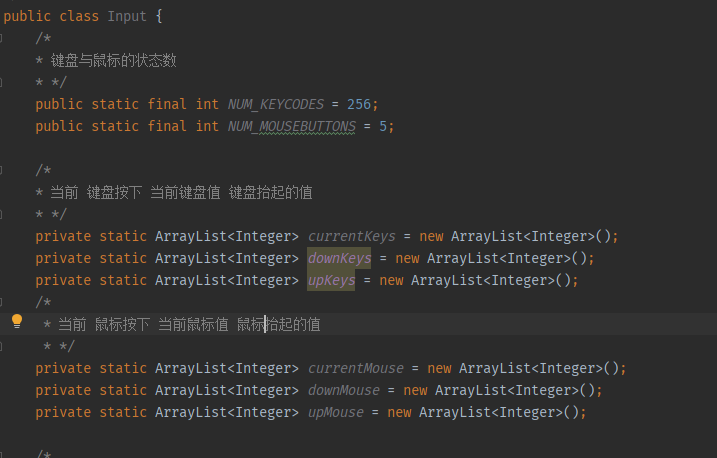 public class Input {
/*
* 键盘与鼠标的状态数
* */
public static final int NUM_KEYCODES = 256;
public static final int NUM_MOUSEBUTTONS = 5;
/*
* 当前 键盘按下 当前键盘值 键盘抬起的值
* */
private static ArrayList<Integer> currentKeys = new ArrayList<Integer>();
private static ArrayList<Integer> downKeys = new ArrayList<Integer>();
private static ArrayList<Integer> upKeys = new ArrayList<Integer>();
/*
* 当前 鼠标按下 当前鼠标值 鼠标抬起的值
* */
private static ArrayList<Integer> currentMouse = new ArrayList<Integer>();
private static ArrayList<Integer> downMouse = new ArrayList<Integer>();
private static ArrayList<Integer> upMouse = new ArrayList<Integer>();
/*